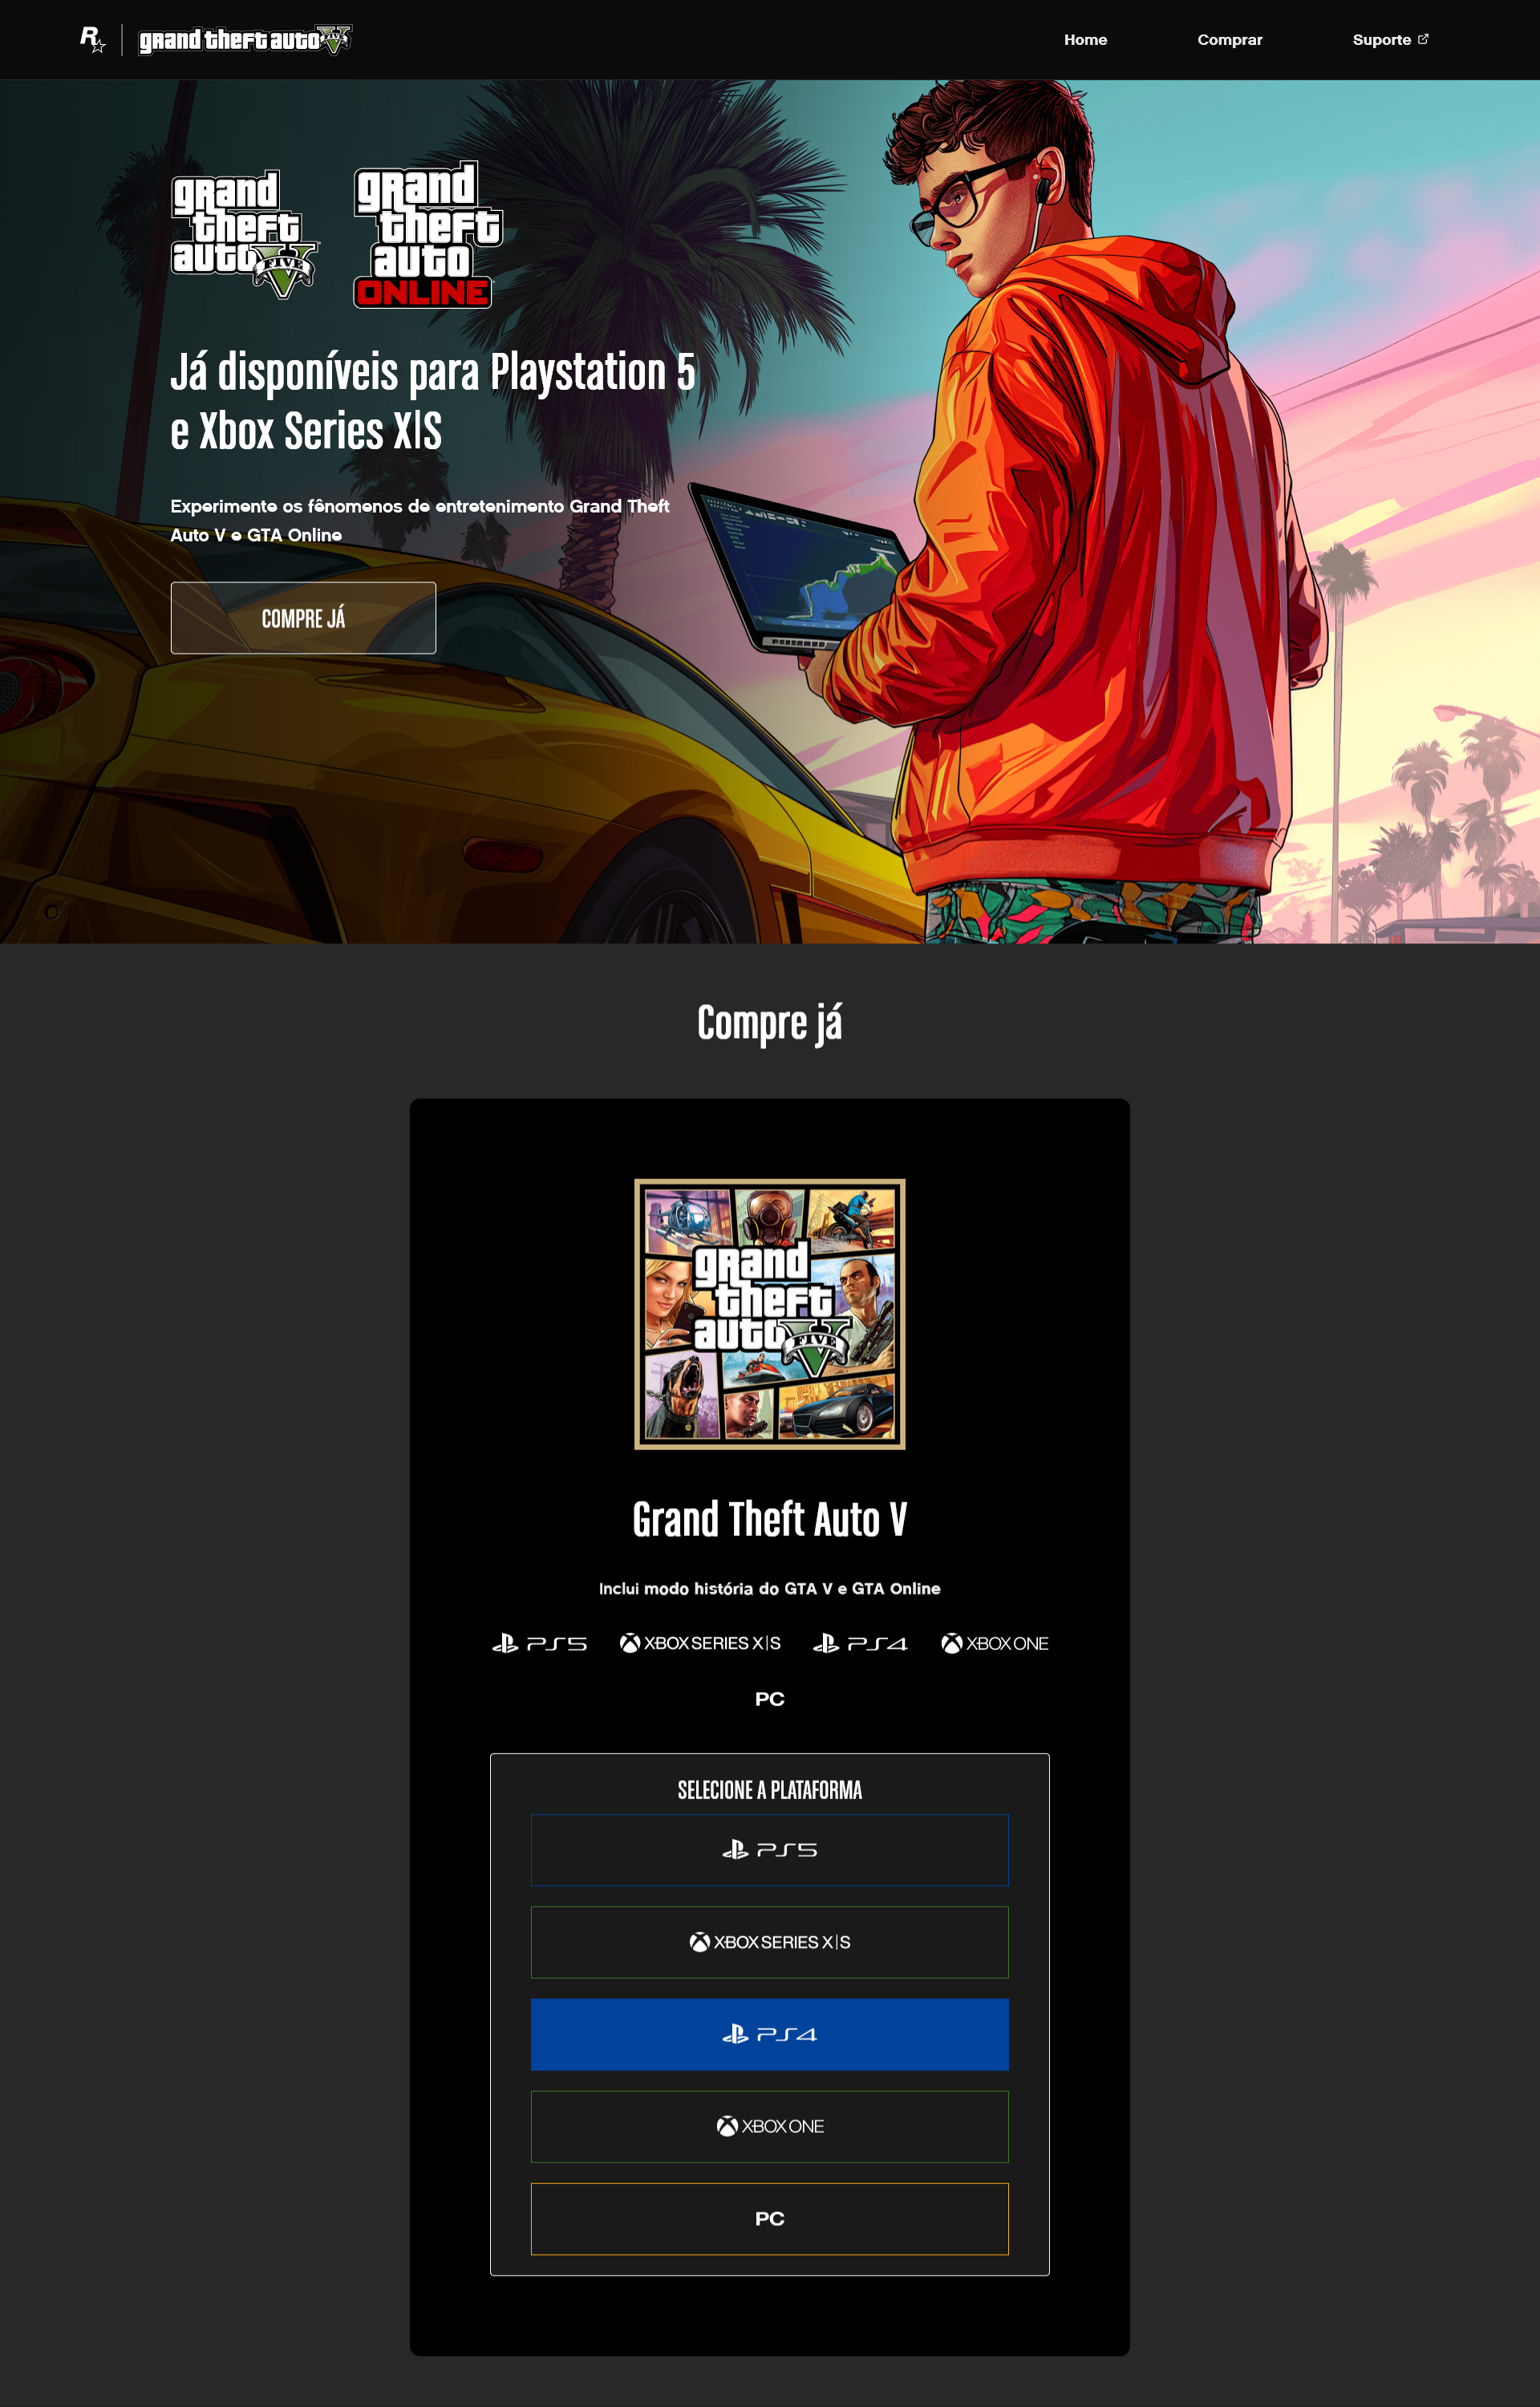 R
grand theft auto V
FIVE
Home
Comprar
Suporte
grand
theft
auto V
FIVE
grand
theft
auto
ONLINE
Já disponíveis para Playstation 5
e Xbox Series X|S
Experimente os fênomenos de entretenimento Grand Theft
Auto V e GTA Online
COMPRE JÁ
Compre já
grand
theft
auto V
FIVE
Grand Theft Auto V
Inclui modo história do GTA V e GTA Online
PS5
XBOX SERIES X|S
PS4
XBOX ONE
PC
SELECIONE A PLATAFORMA
PS5
XBOX SERIES X|S
PS4
XBOX ONE
PC